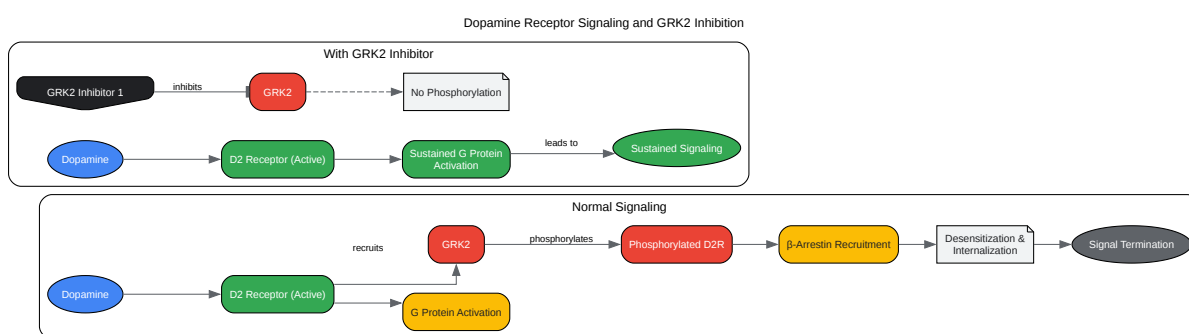 Dopamine Receptor Signaling and GRK2 Inhibition
With GRK2 Inhibitor
GRK2 Inhibitor 1
inhibits
GRK2
No Phosphorylation
Dopamine
D2 Receptor (Active)
Sustained G Protein
Activation
leads to
Sustained Signaling
Normal Signaling
Dopamine
D2 Receptor (Active)
recruits
GRK2
G Protein Activation
phosphorylates
Phosphorylated D2R
β-Arrestin Recruitment
Desensitization &
Internalization
Signal Termination